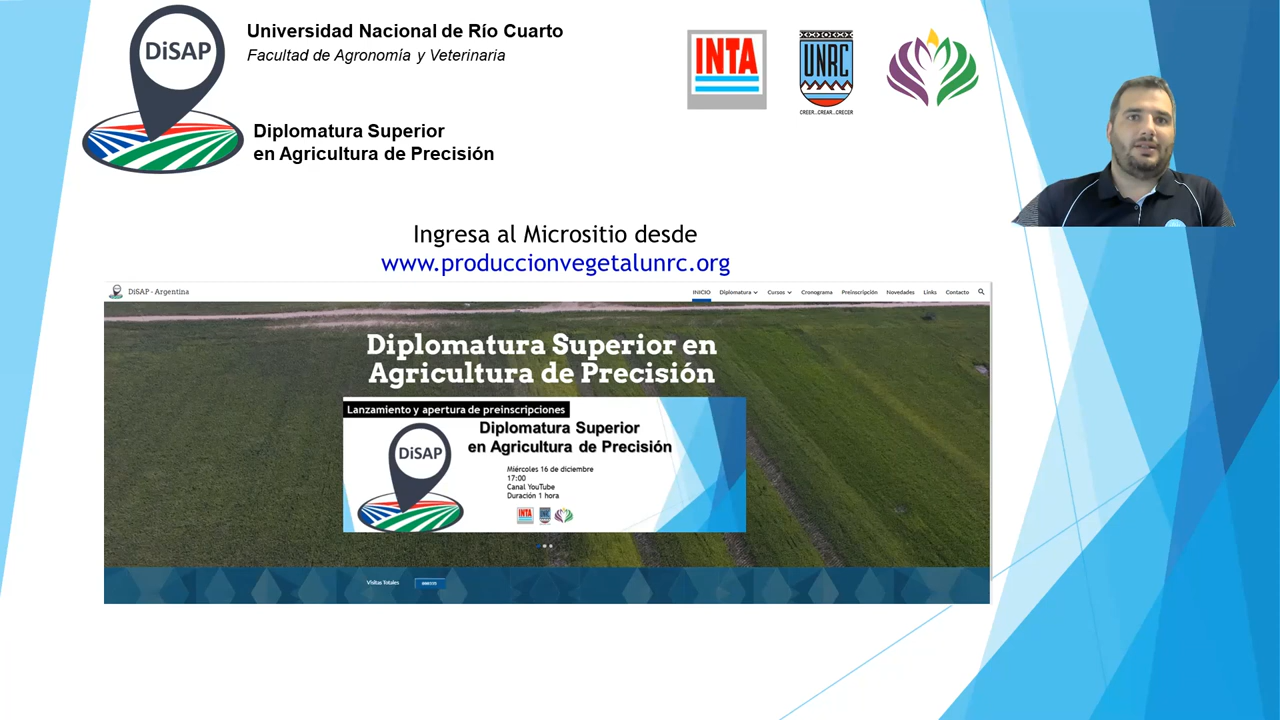 DiSAP
Universidad Nacional de Río Cuarto
Facultad de Agronomía y Veterinaria
Diplomatura Superior
en Agricultura de Precisión
INTA
UNRC
CREER...CREAR...CRECER
Ingresa al Micrositio desde
www.produccionvegetalunrc.org
DiSAP - Argentina
INICIO Diplomatura Cursos Cronograma Preinscripción Novedades Links Contacto
Diplomatura Superior en
Agricultura de Precisión
Lanzamiento y apertura de preinscripciones
Diplomatura Superior
en Agricultura de Precisión
DiSAP
Miércoles 16 de diciembre
17:00
Canal YouTube
Duración 1 hora
INTA
UNRC
Visitas Totales